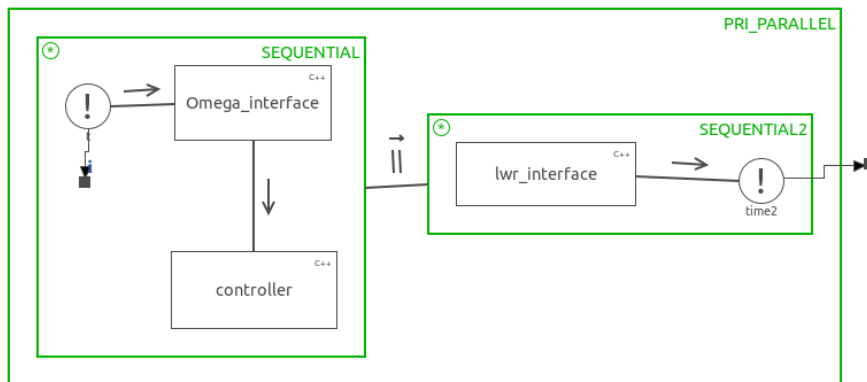 PRI_PARALLEL
SEQUENTIAL
C++
Omega_interface
!
t
i
C++
controller
SEQUENTIAL2
C++
lwr_interface
!
time2